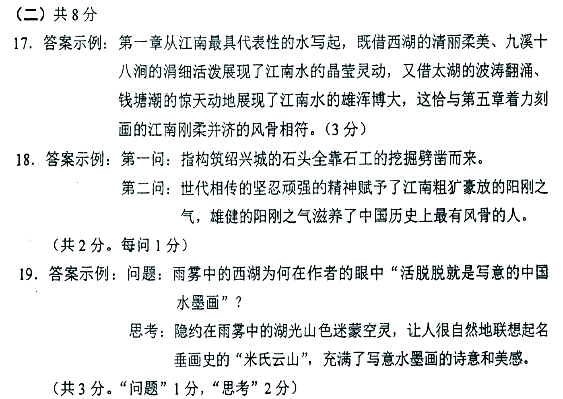 （二）共8分
17. 答案示例：第一章从江南最具代表性的水写起，既借西湖的清丽柔美、九溪十
八涧的涓细活泼展现了江南水的晶莹灵动，又借太湖的波涛翻涌、
钱塘潮的惊天动地展现了江南水的雄浑博大，这恰与第五章着力刻
画的江南刚柔并济的风骨相符。（3分）
18. 答案示例：第一问：指构筑绍兴城的石头全靠石工的挖掘劈凿而来。
第二问：世代相传的坚忍顽强的精神赋予了江南粗犷豪放的阳刚之
气，雄健的阳刚之气滋养了中国历史上最有风骨的人。
（共2分。每问1分）
19. 答案示例：问题：雨雾中的西湖为何在作者的眼中“活脱脱就是写意的中国
水墨画”？
思考：隐约在雨雾中的湖光山色迷蒙空灵，让人很自然地联想起名
垂画史的“米氏云山”，充满了写意水墨画的诗意和美感。
（共3分。“问题”1分，“思考”2分）